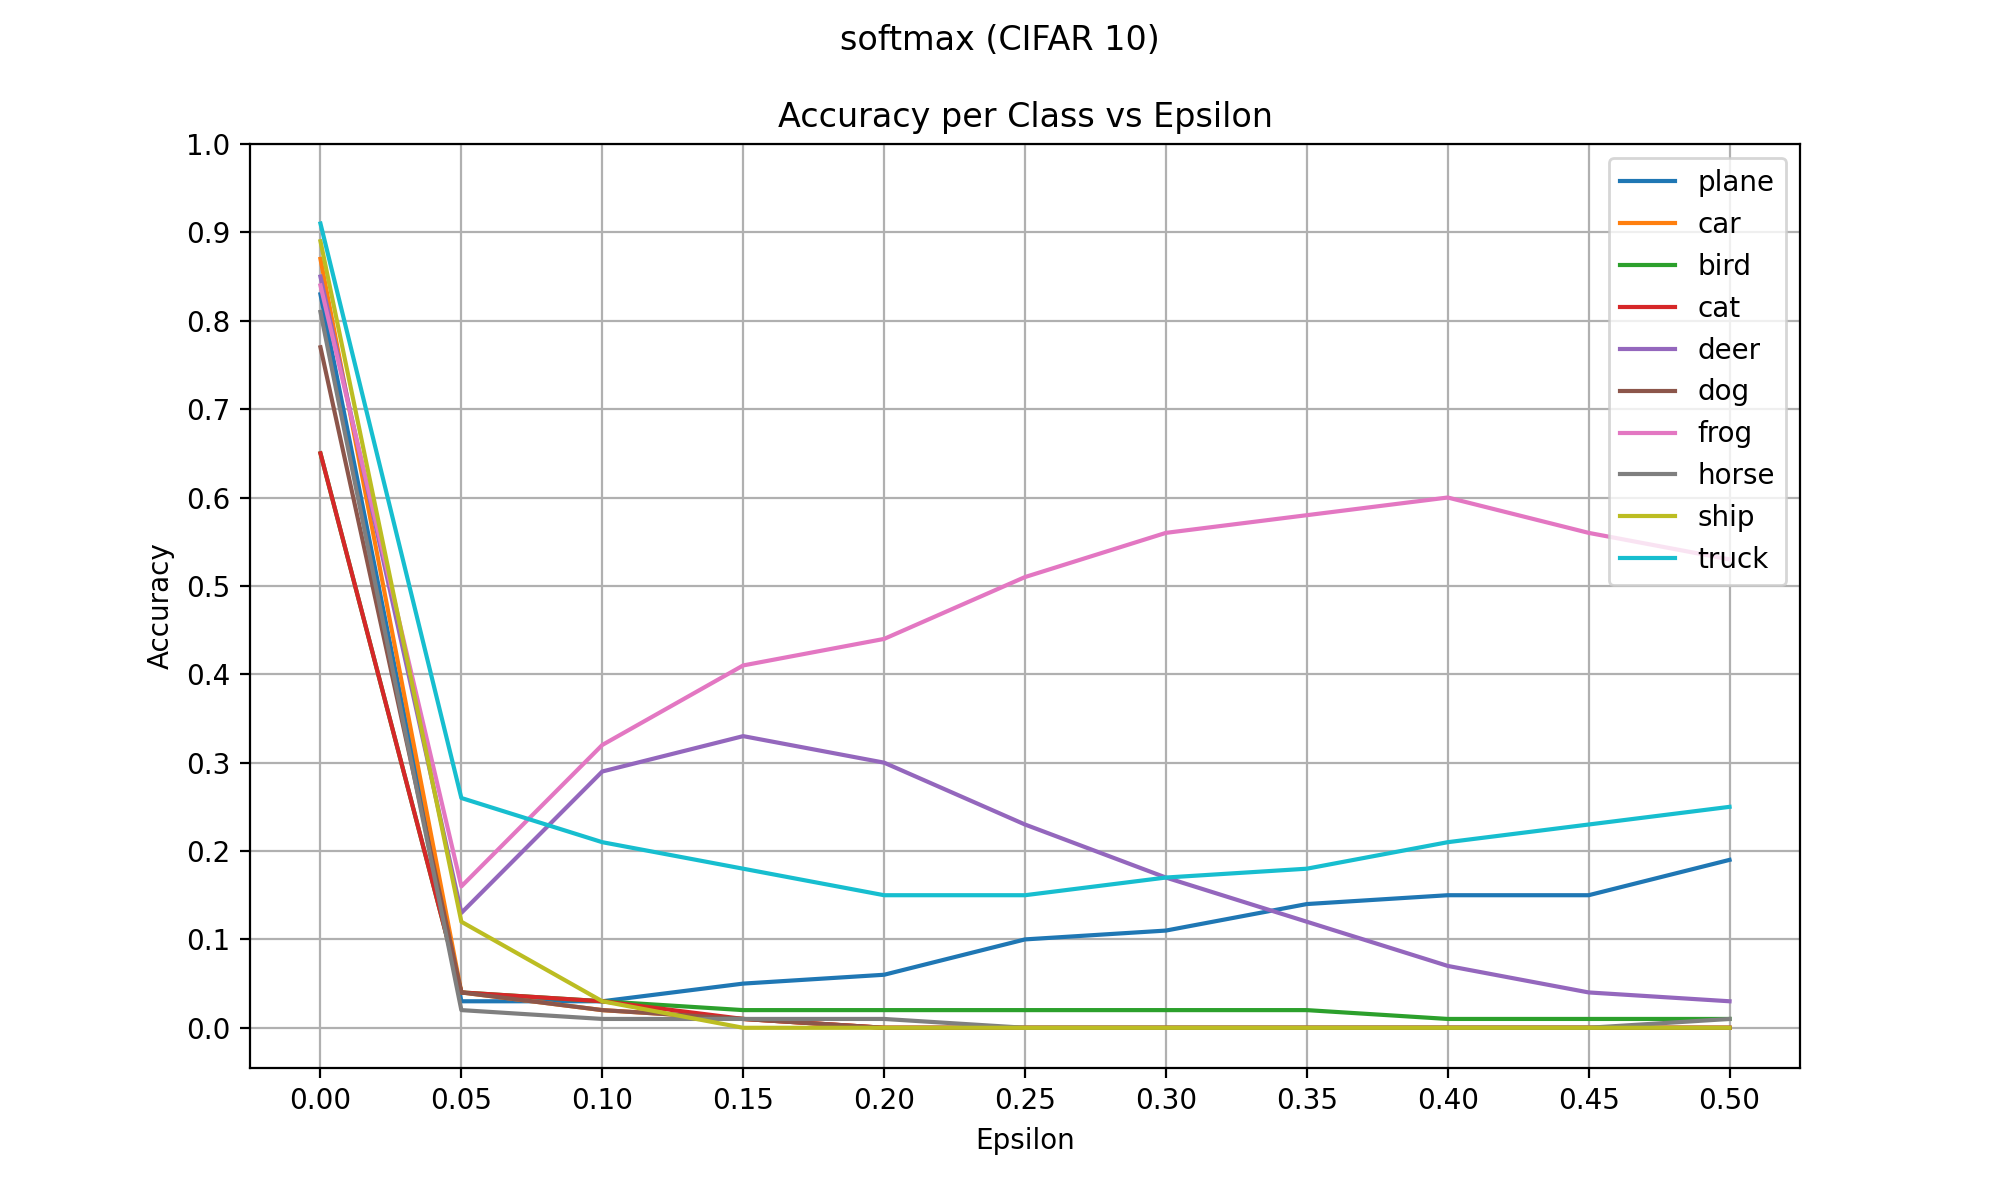 softmax (CIFAR 10)
Accuracy per Class vs Epsilon
1.0
0.9
0.8
0.7
0.6
0.5
0.4
0.3
0.2
0.1
0.0
Accuracy
plane
car
bird
cat
deer
dog
frog
horse
ship
truck
0.00 0.05 0.10 0.15 0.20 0.25 0.30 0.35 0.40 0.45 0.50
Epsilon